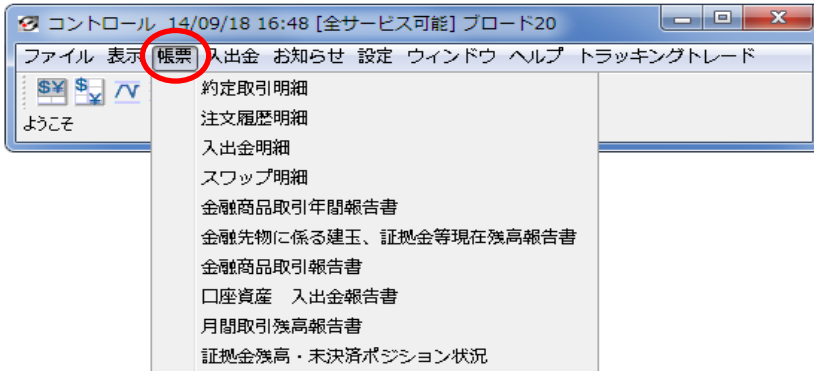 コントロール 14/09/18 16:48 [全サービス可能] ブロード20
ファイル 表示 帳票 入出金 お知らせ 設定 ウィンドウ ヘルプ トラッキングトレード
ようこそ
約定取引明細
注文履歴明細
入出金明細
スワップ明細
金融商品取引年間報告書
金融先物に係る建玉、証拠金等現在残高報告書
金融商品取引報告書
口座資産 入出金報告書
月間取引残高報告書
証拠金残高・未決済ポジション状況